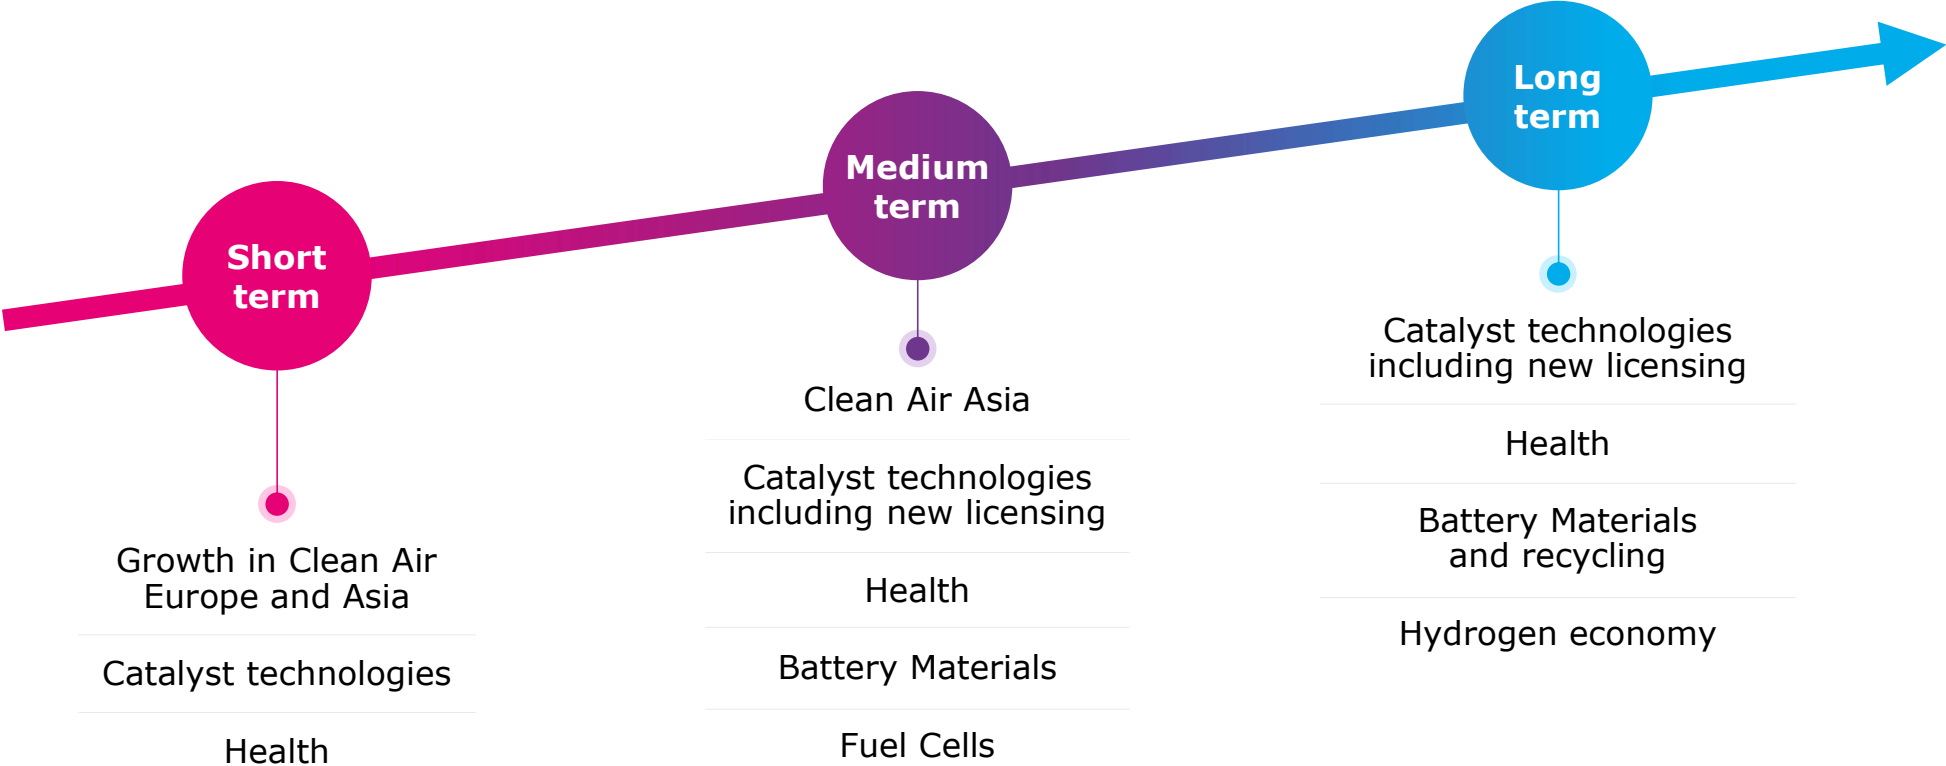 Short
term
Growth in Clean Air
Europe and Asia
Catalyst technologies
Health
Medium
term
Clean Air Asia
Catalyst technologies
including new licensing
Health
Battery Materials
Fuel Cells
Long
term
Catalyst technologies
including new licensing
Health
Battery Materials
and recycling
Hydrogen economy